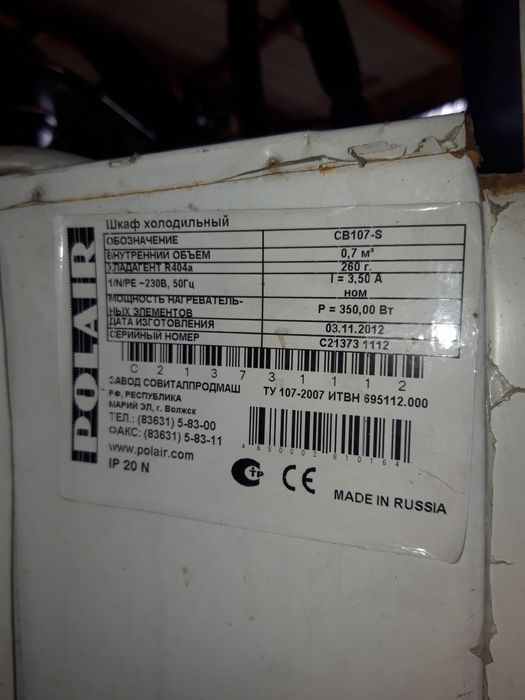 POLAIR
Шкаф холодильный
ОБОЗНАЧЕНИЕ CB107-S
ВНУТРЕННИЙ ОБЪЕМ 0,7 м³
ХЛАДАГЕНТ R404a 260 г.
1/N/PE ~230В, 50Гц I = 3,50 А
ном
МОЩНОСТЬ НАГРЕВАТЕЛЬ-
НЫХ ЭЛЕМЕНТОВ P = 350,00 Вт
ДАТА ИЗГОТОВЛЕНИЯ 03.11.2012
СЕРИЙНЫЙ НОМЕР C21373 1112
C 2 1 3 7 3 1 1 1 2
ЗАВОД СОВИТАЛПРОДМАШ
ТУ 107-2007 ИТВН 695112.000
РФ, РЕСПУБЛИКА
МАРИЙ ЭЛ, г. Волжск
ТЕЛ.: (83631) 5-83-00
ФАКС: (83631) 5-83-11
www.polair.com
IP 20 N
4 680002 810164
CE
MADE IN RUSSIA